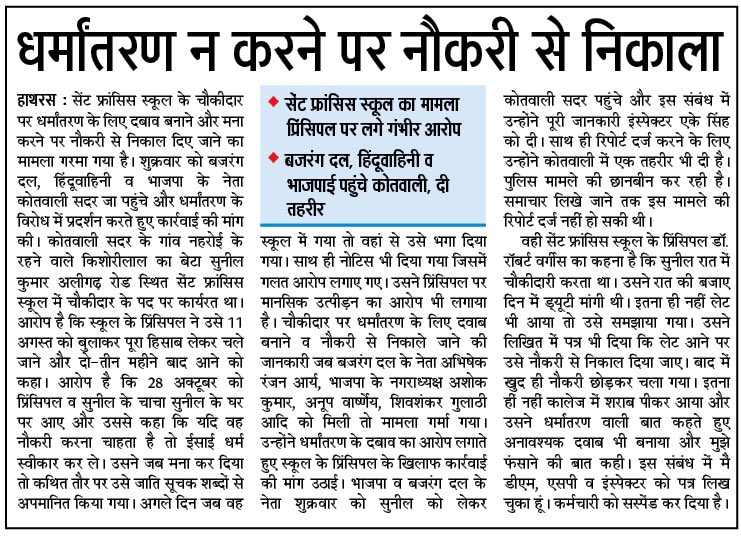 धर्मांतरण न करने पर नौकरी से निकाला
हाथरस : सेंट फ्रांसिस स्कूल के चौकीदार
पर धर्मांतरण के लिए दबाव बनाने और मना
करने पर नौकरी से निकाल दिए जाने का
मामला गरमा गया है। शुक्रवार को बजरंग
दल, हिंदूवाहिनी व भाजपा के नेता
कोतवाली सदर जा पहुंचे और धर्मांतरण के
विरोध में प्रदर्शन करते हुए कार्रवाई की मांग
की। कोतवाली सदर के गांव नहरोई के
रहने वाले किशोरीलाल का बेटा सुनील
कुमार अलीगढ़ रोड स्थित सेंट फ्रांसिस
स्कूल में चौकीदार के पद पर कार्यरत था।
आरोप है कि स्कूल के प्रिंसिपल ने उसे 11
अगस्त को बुलाकर पूरा हिसाब लेकर चले
जाने और दो-तीन महीने बाद आने को
कहा। आरोप है कि 28 अक्टूबर को
प्रिंसिपल व सुनील के चाचा सुनील के घर
पर आए और उससे कहा कि यदि वह
नौकरी करना चाहता है तो ईसाई धर्म
स्वीकार कर ले। उसने जब मना कर दिया
तो कथित तौर पर उसे जाति सूचक शब्दों से
अपमानित किया गया। अगले दिन जब वह
सेंट फ्रांसिस स्कूल का मामला
प्रिंसिपल पर लगे गंभीर आरोप
बजरंग दल, हिंदूवाहिनी व
भाजपाई पहुंचे कोतवाली, दी
तहरीर
स्कूल में गया तो वहां से उसे भगा दिया
गया। साथ ही नोटिस भी दिया गया जिसमें
गलत आरोप लगाए गए। उसने प्रिंसिपल पर
मानसिक उत्पीड़न का आरोप भी लगाया
है। चौकीदार पर धर्मांतरण के लिए दवाब
बनाने व नौकरी से निकाले जाने की
जानकारी जब बजरंग दल के नेता अभिषेक
रंजन आर्य, भाजपा के नगराध्यक्ष अशोक
कुमार, अनूप वार्ष्णेय, शिवशंकर गुलाठी
आदि को मिली तो मामला गर्मा गया।
उन्होंने धर्मांतरण के दबाव का आरोप लगाते
हुए स्कूल के प्रिंसिपल के खिलाफ कार्रवाई
की मांग उठाई। भाजपा व बजरंग दल के
नेता शुक्रवार को सुनील को लेकर
कोतवाली सदर पहुंचे और इस संबंध में
उन्होंने पूरी जानकारी इंस्पेक्टर एके सिंह
को दी। साथ ही रिपोर्ट दर्ज करने के लिए
उन्होंने कोतवाली में एक तहरीर भी दी है।
पुलिस मामले की छानबीन कर रही है।
समाचार लिखे जाने तक इस मामले की
रिपोर्ट दर्ज नहीं हो सकी थी।
वही सेंट फ्रांसिस स्कूल के प्रिंसिपल डॉ.
रॉबर्ट वर्गीस का कहना है कि सुनील रात में
चौकीदारी करता था। उसने रात की बजाए
दिन में ड्यूटी मांगी थी। इतना ही नहीं लेट
भी आया तो उसे समझाया गया। उसने
लिखित में पत्र भी दिया कि लेट आने पर
उसे नौकरी से निकाल दिया जाए। बाद में
खुद ही नौकरी छोड़कर चला गया। इतना
हीं नहीं कालेज में शराब पीकर आया और
उसने धर्मातरण वाली बात कहते हुए
अनावश्यक दवाब भी बनाया और मुझे
फंसाने की बात कही। इस संबंध में मै
डीएम, एसपी व इंस्पेक्टर को पत्र लिख
चुका हूं। कर्मचारी को सस्पेंड कर दिया है।